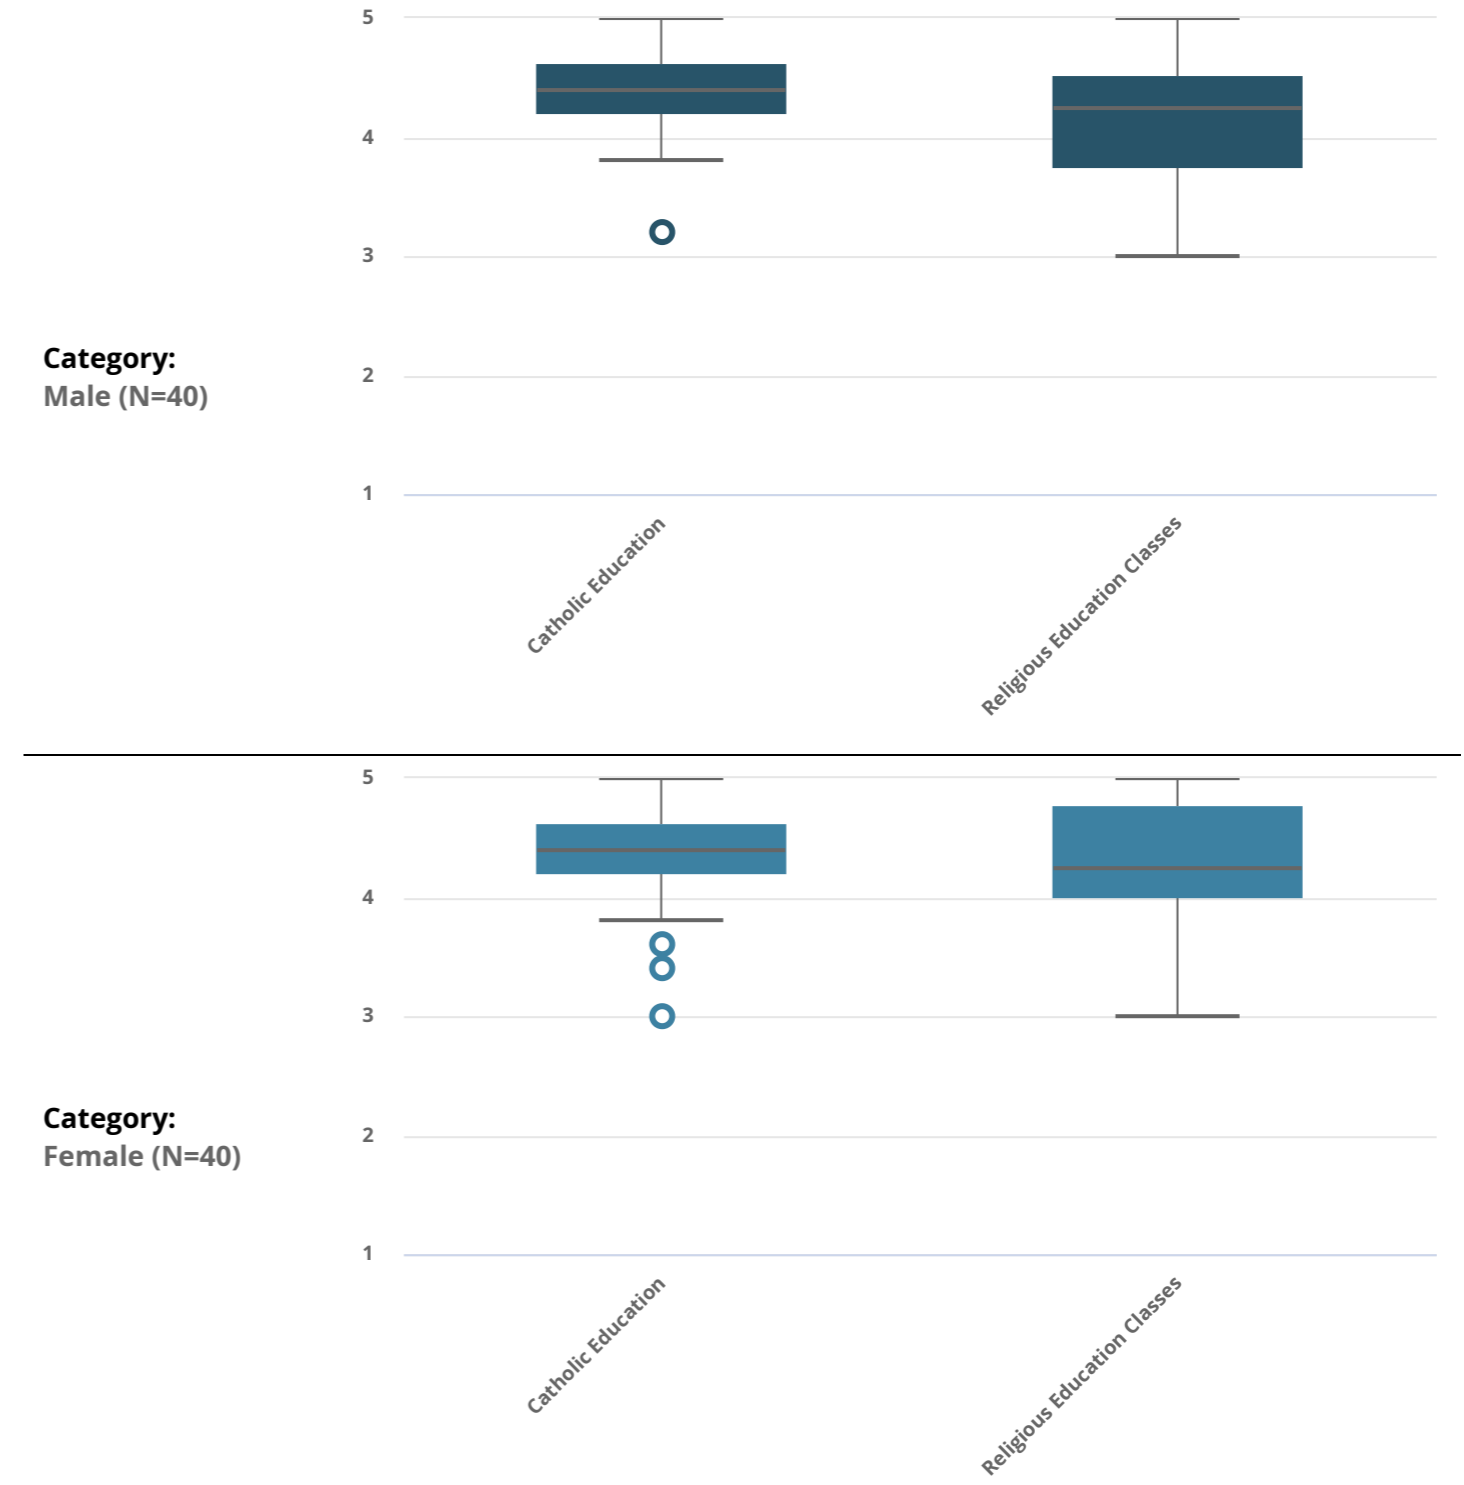 5
4
3
Category:
Male (N=40)
2
1
Catholic Education
Religious Education Classes
5
4
3
Category:
Female (N=40)
2
1
Catholic Education
Religious Education Classes